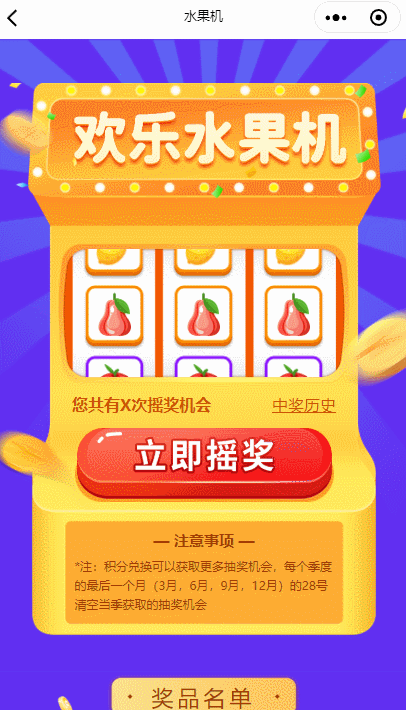 水果机
欢乐水果机
您共有X次摇奖机会
中奖历史
立即摇奖
— 注意事项 —
*注：积分兑换可以获取更多抽奖机会，每个季度
的最后一个月（3月，6月，9月，12月）的28号
清空当季获取的抽奖机会
奖品名单